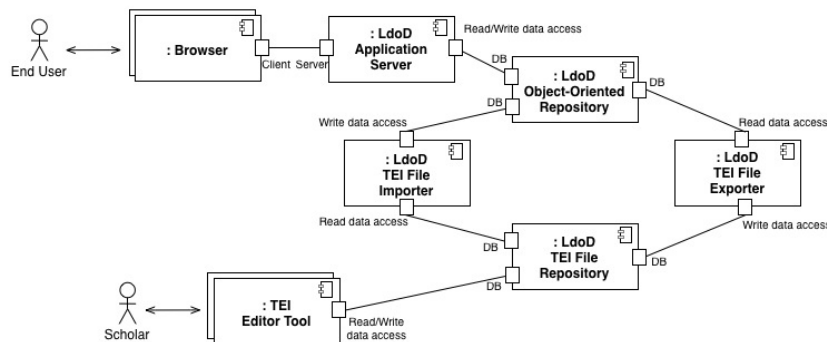 End User
: Browser
Client
Server
: LdoD
Application
Server
Read/Write data access
DB
: LdoD
Object-Oriented
Repository
DB
DB
Write data access
Read data access
: LdoD
TEI File
Importer
: LdoD
TEI File
Exporter
Read data access
Write data access
DB
: LdoD
TEI File
Repository
DB
DB
Scholar
: TEI
Editor Tool
Read/Write
data access